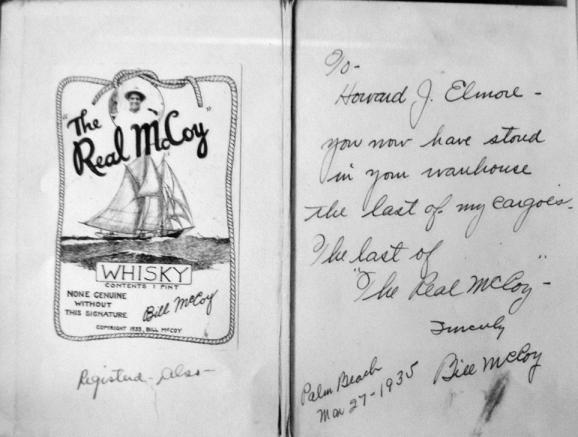 "The
Real McCoy"
WHISKY
CONTENTS 1 PINT
NONE GENUINE
WITHOUT
THIS SIGNATURE
Bill McCoy
COPYRIGHT 1935, BILL McCOY
Registered - Also -
To -
Howard J. Elmore -
you now have stored
in your warehouse
the last of my cargoes.
The last of
"The Real McCoy" -
Sincerely
Bill McCoy
Palm Beach
Mar 27 - 1935